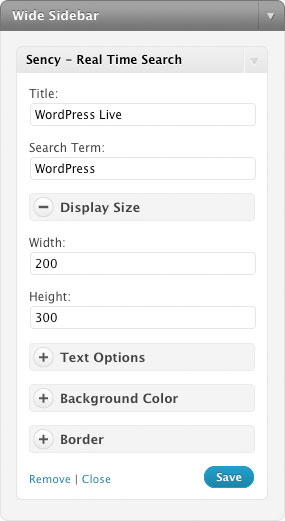 Wide Sidebar
Sency - Real Time Search
Title:
WordPress Live
Search Term:
WordPress
Display Size
Width:
200
Height:
300
Text Options
Background Color
Border
Remove | Close Save